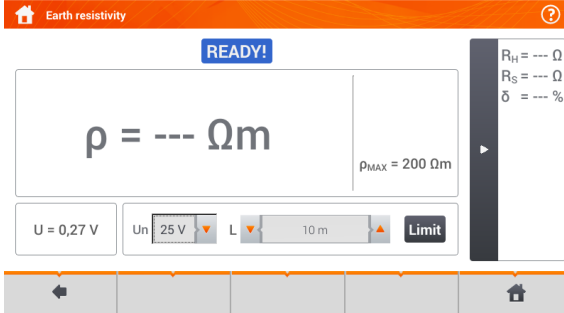 Earth resistivity ?
READY!
ρ = --- Ωm
ρMAX = 200 Ωm
U = 0,27 V
Un 25 V L 10 m Limit
RH = --- Ω
RS = --- Ω
δ = --- %